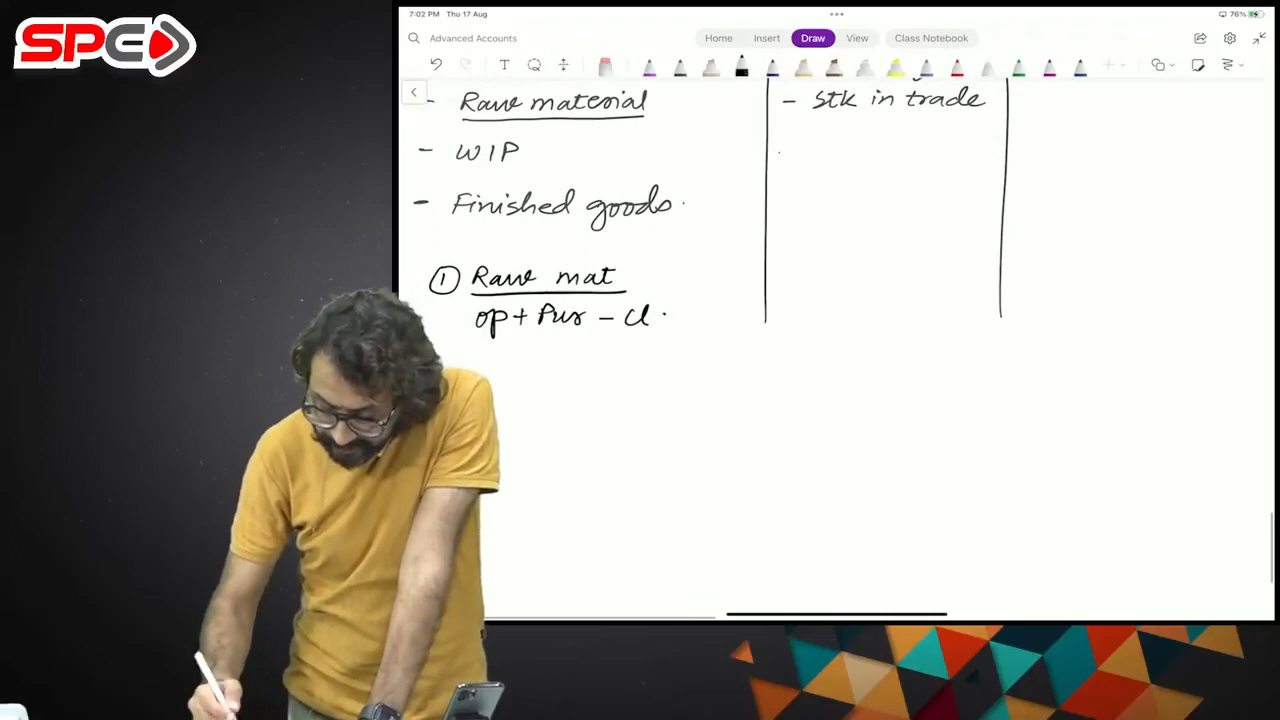 SPE
7:02 PM Thu 17 Aug
76%
Advanced Accounts
Home Insert Draw View Class Notebook
- Raw material
- WIP
- Finished goods.
- Stk in trade
① Raw mat
op + Pur - Cl.